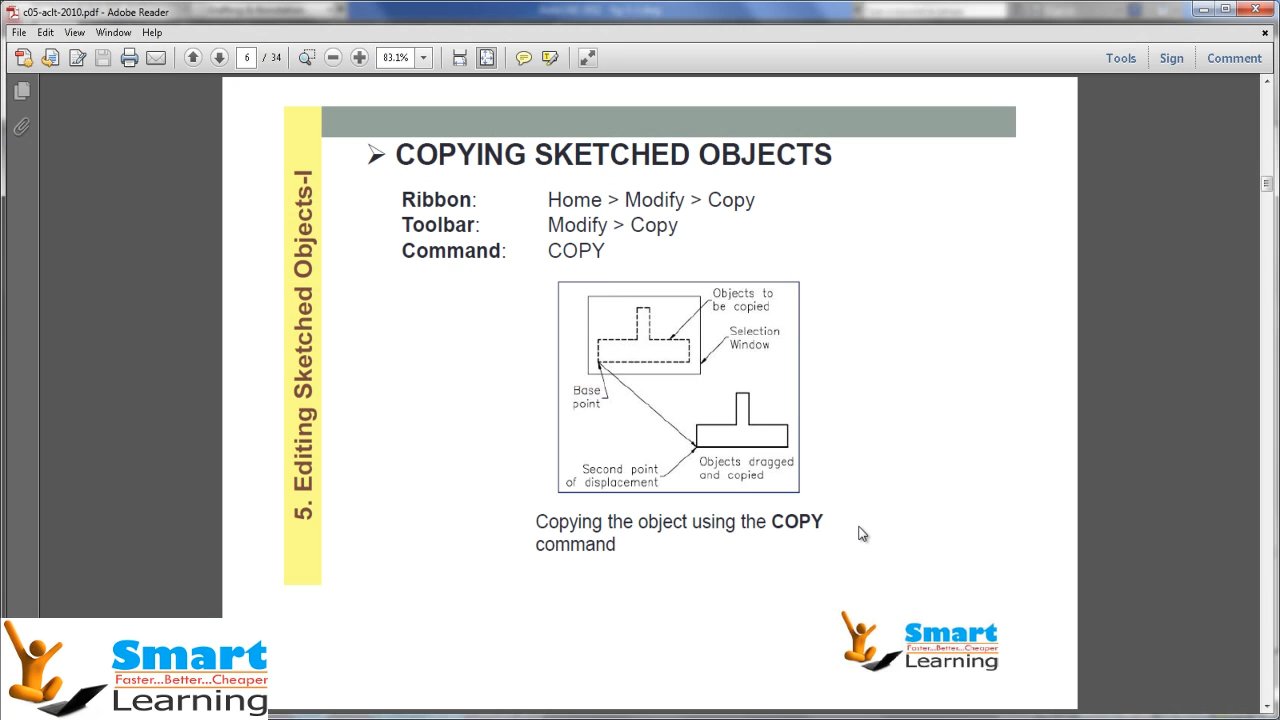 c05-aclt-2010.pdf - Adobe Reader
File Edit View Window Help
6 / 34 83.1% Tools Sign Comment
5. Editing Sketched Objects-I
COPYING SKETCHED OBJECTS
Ribbon: Home > Modify > Copy
Toolbar: Modify > Copy
Command: COPY
Objects to
be copied
Selection
Window
Base
point
Second point
of displacement
Objects dragged
and copied
Copying the object using the COPY
command
Smart
Faster...Better...Cheaper
Learning
Smart
Faster...Better...Cheaper
Learning